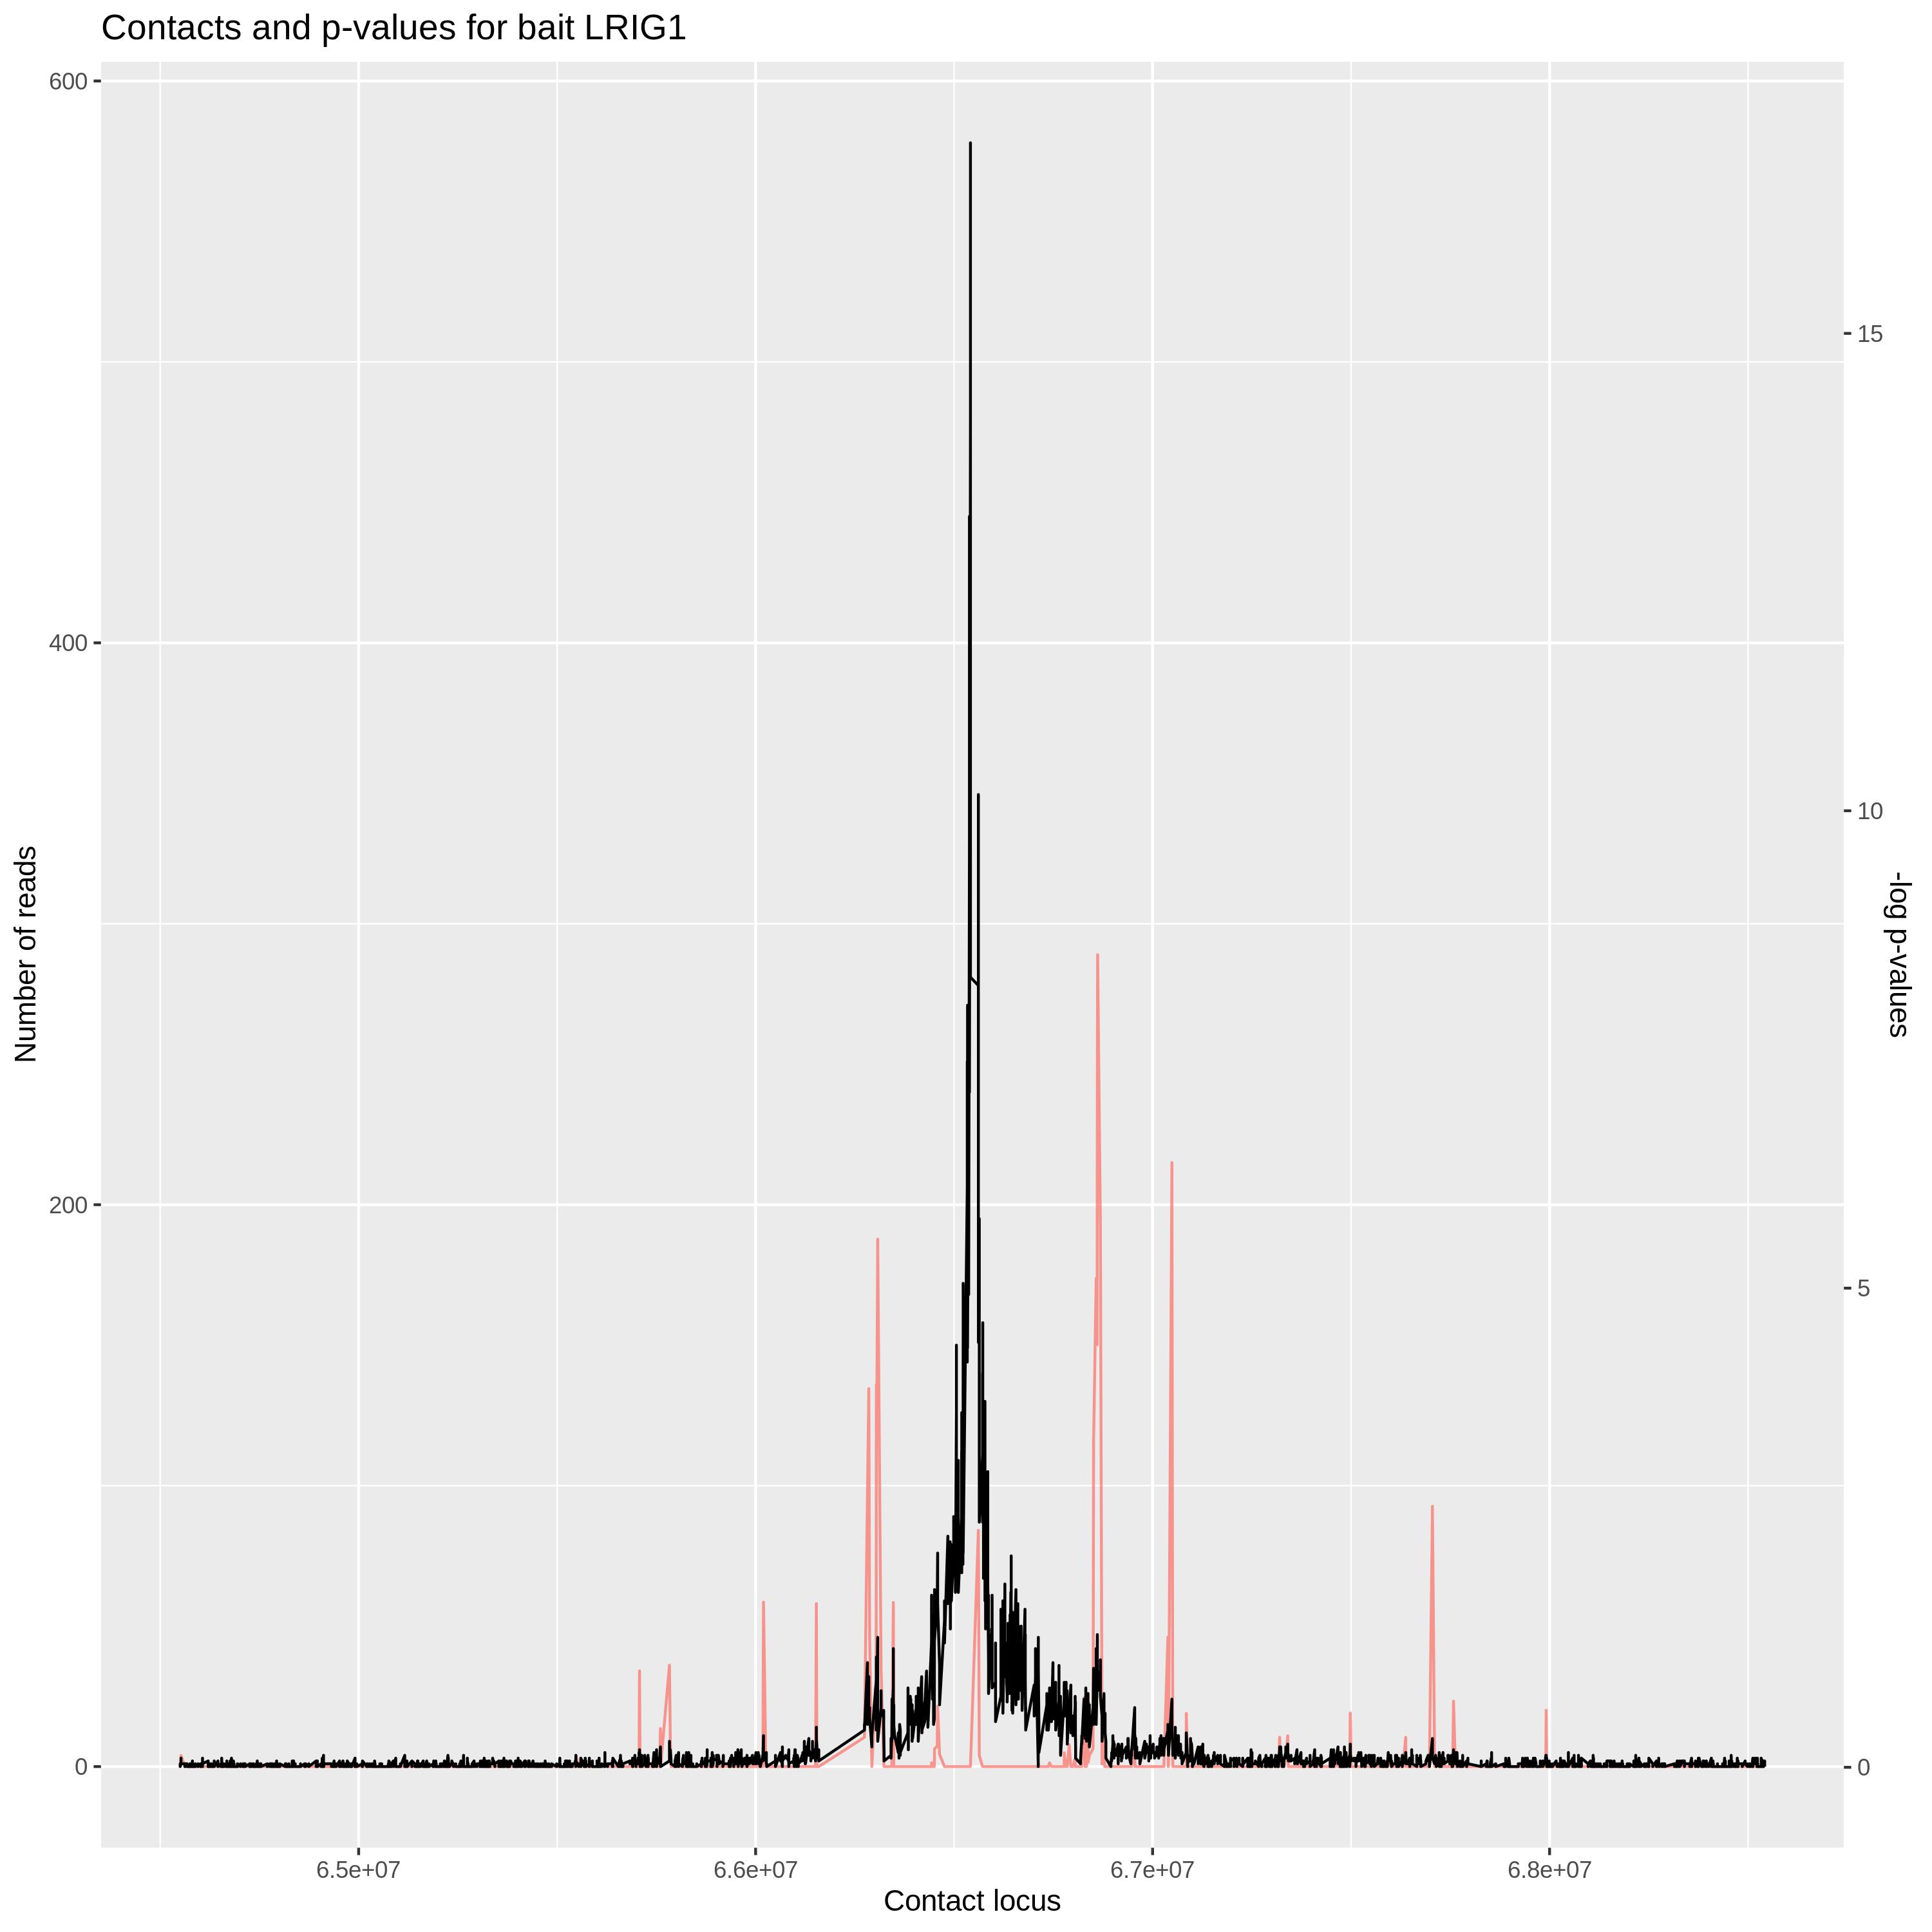 Contacts and p-values for bait LRIG1
600
400
200
0
Number of reads
15
10
5
0
-log p-values
6.5e+07
6.6e+07
6.7e+07
6.8e+07
Contact locus